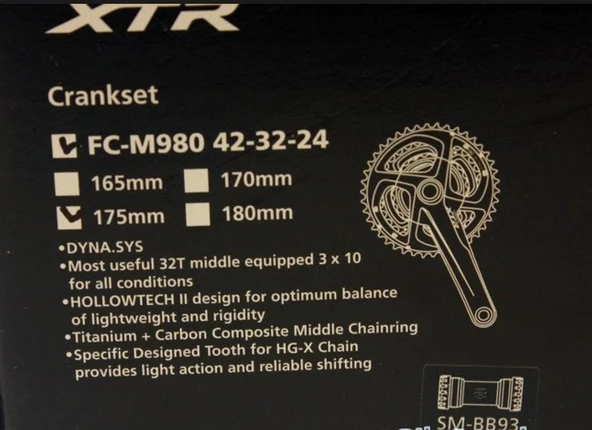 XTR
Crankset
FC-M980 42-32-24
165mm 170mm
175mm 180mm
•DYNA.SYS
•Most useful 32T middle equipped 3 x 10
for all conditions
•HOLLOWTECH II design for optimum balance
of lightweight and rigidity
•Titanium + Carbon Composite Middle Chainring
•Specific Designed Tooth for HG-X Chain
provides light action and reliable shifting
SM-BB93